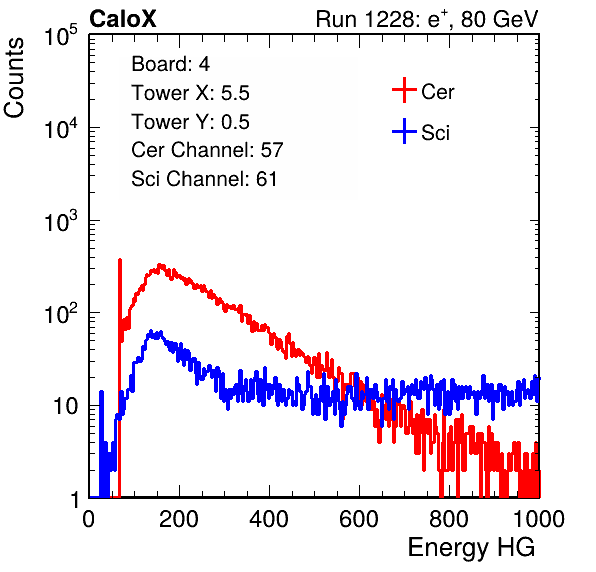 CaloX Run 1228: e⁺, 80 GeV
Counts
Board: 4
Tower X: 5.5
Tower Y: 0.5
Cer Channel: 57
Sci Channel: 61
Cer
Sci
10⁵
10⁴
10³
10²
10
1
0 200 400 600 800 1000
Energy HG